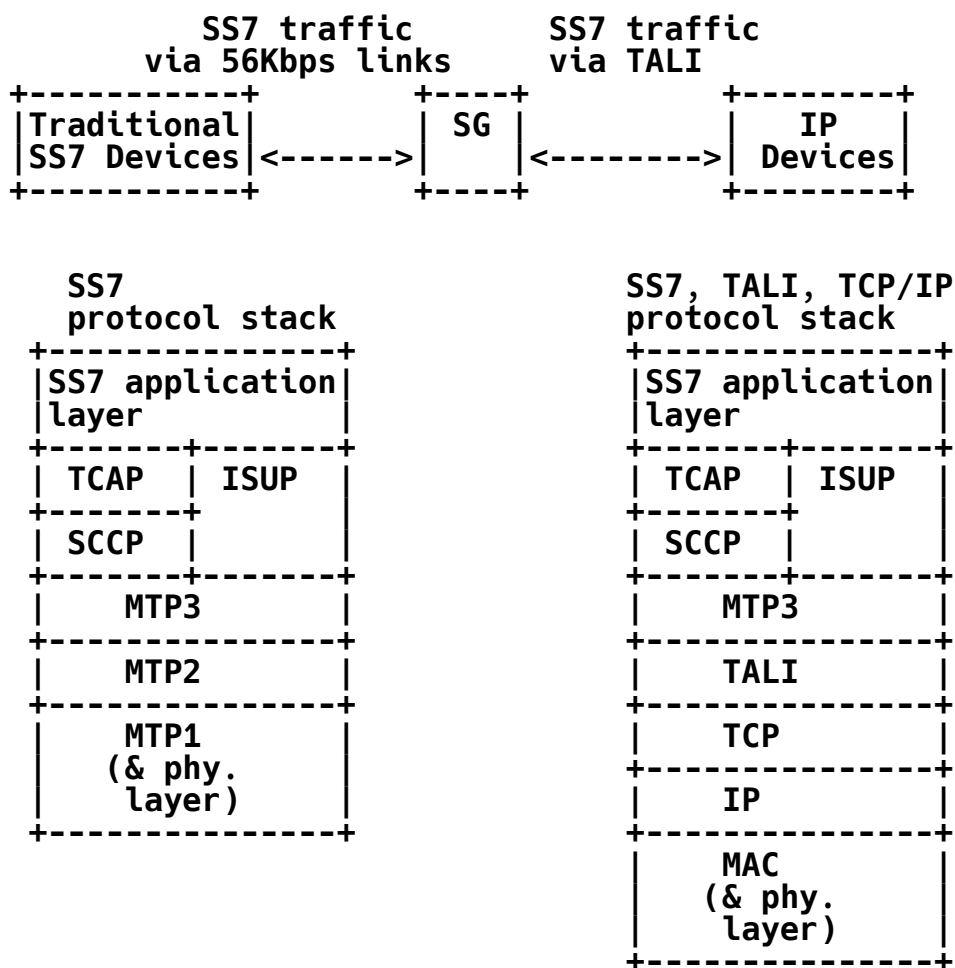 SS7 traffic SS7 traffic
via 56Kbps links via TALI
+-----------+ +----+ +--------+
|Traditional| | SG | | IP |
|SS7 Devices|<------>| |<-------->| Devices|
+-----------+ +----+ +--------+
SS7 SS7, TALI, TCP/IP
protocol stack protocol stack
+---------------+ +---------------+
|SS7 application| |SS7 application|
|layer | |layer |
+-------+-------+ +-------+-------+
| TCAP | ISUP | | TCAP | ISUP |
+-------+ | +-------+ |
| SCCP | | | SCCP | |
+-------+-------+ +-------+-------+
| MTP3 | | MTP3 |
+---------------+ +---------------+
| MTP2 | | TALI |
+---------------+ +---------------+
| MTP1 | | TCP |
| (& phy. | +---------------+
| layer) | | IP |
+---------------+ +---------------+
| MAC |
| (& phy. |
| layer) |
+---------------+